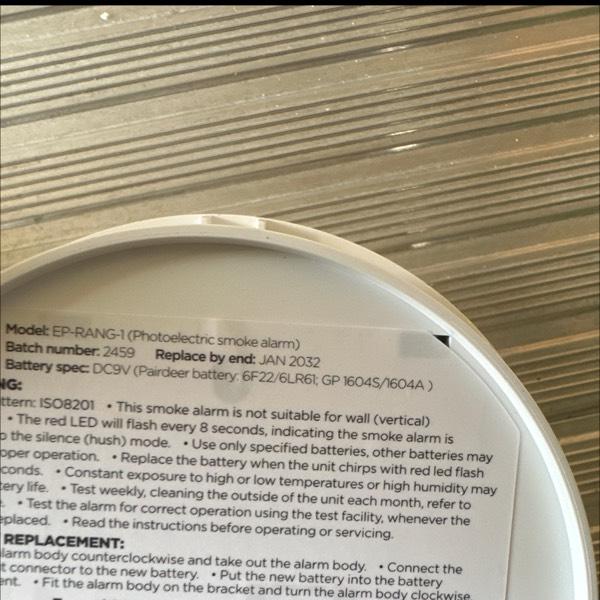 Model: EP-RANG-1 (Photoelectric smoke alarm)
Batch number: 2459 Replace by end: JAN 2032
Battery spec: DC9V (Pairdeer battery: 6F22/6LR61; GP 1604S/1604A )
NG:
ttern: ISO8201 • This smoke alarm is not suitable for wall (vertical)
• The red LED will flash every 8 seconds, indicating the smoke alarm is
the silence (hush) mode. • Use only specified batteries, other batteries may
oper operation. • Replace the battery when the unit chirps with red led flash
conds. • Constant exposure to high or low temperatures or high humidity may
tery life. • Test weekly, cleaning the outside of the unit each month, refer to
• Test the alarm for correct operation using the test facility, whenever the
eplaced. • Read the instructions before operating or servicing.
REPLACEMENT:
larm body counterclockwise and take out the alarm body. • Connect the
t connector to the new battery. • Put the new battery into the battery
ent. • Fit the alarm body on the bracket and turn the alarm body clockwise